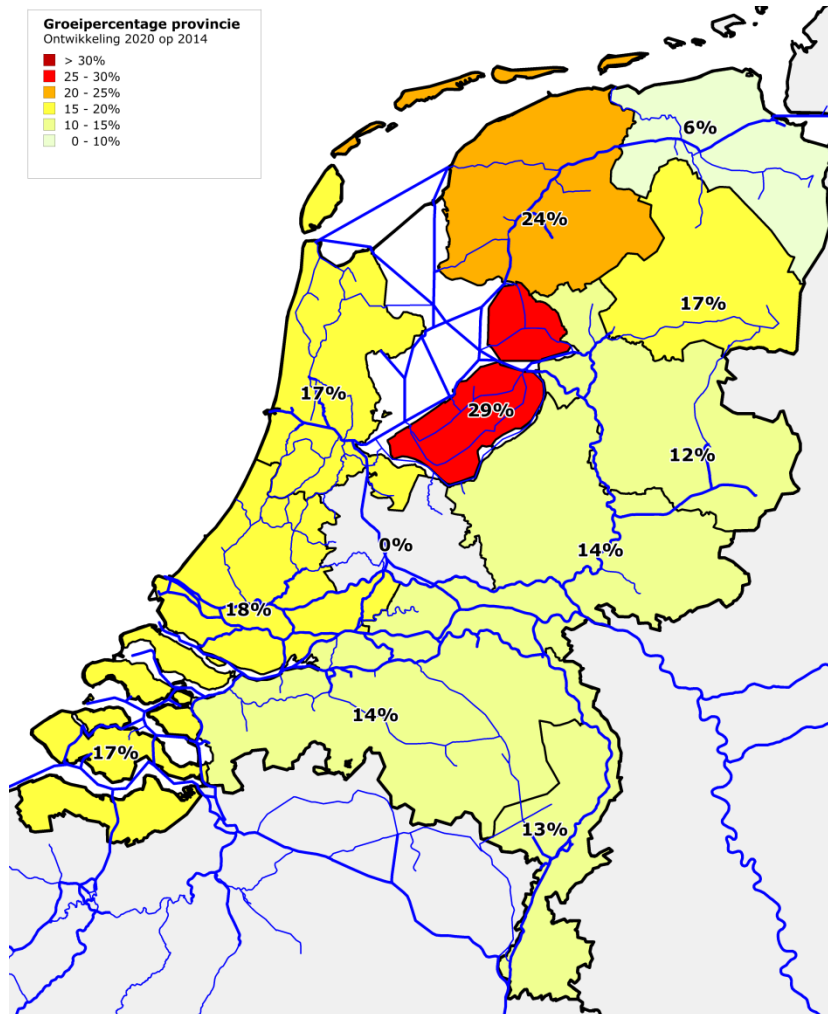 Groeipercentage provincie
Ontwikkeling 2020 op 2014
> 30%
25 - 30%
20 - 25%
15 - 20%
10 - 15%
0 - 10%
6%
24%
17%
17%
29%
12%
0%
14%
18%
14%
17%
13%